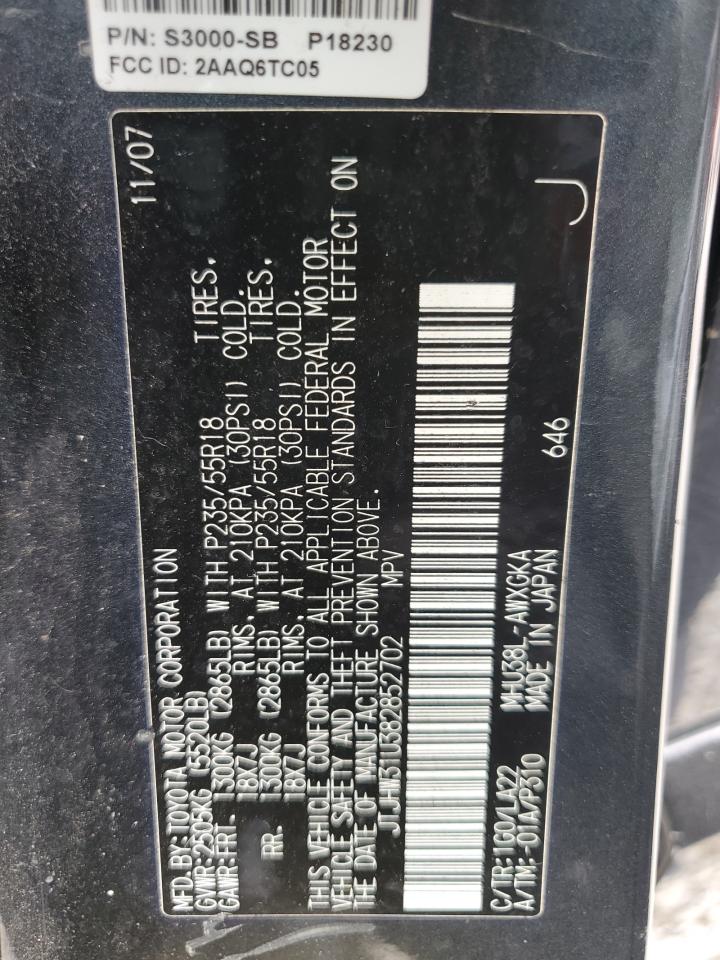 P/N: S3000-SB P18230
FCC ID: 2AAQ6TC05
11/07
MFD.BY:TOYOTA MOTOR CORPORATION
GVWR:2505KG (5520LB)
GAWR:FRT. 1300KG (2865LB) WITH P235/55R18 TIRES,
18X7J RIMS, AT 210KPA (30PSI) COLD.
RR. 1300KG (2865LB) WITH P235/55R18 TIRES,
18X7J RIMS, AT 210KPA (30PSI) COLD.
THIS VEHICLE CONFORMS TO ALL APPLICABLE FEDERAL MOTOR
VEHICLE SAFETY AND THEFT PREVENTION STANDARDS IN EFFECT ON
THE DATE OF MANUFACTURE SHOWN ABOVE.
JTJHW31U382852702 MPV
C/TR:1G0/LA22 MHU38L-AWXGKA 646
A/TM:-01A/P310 MADE IN JAPAN
J